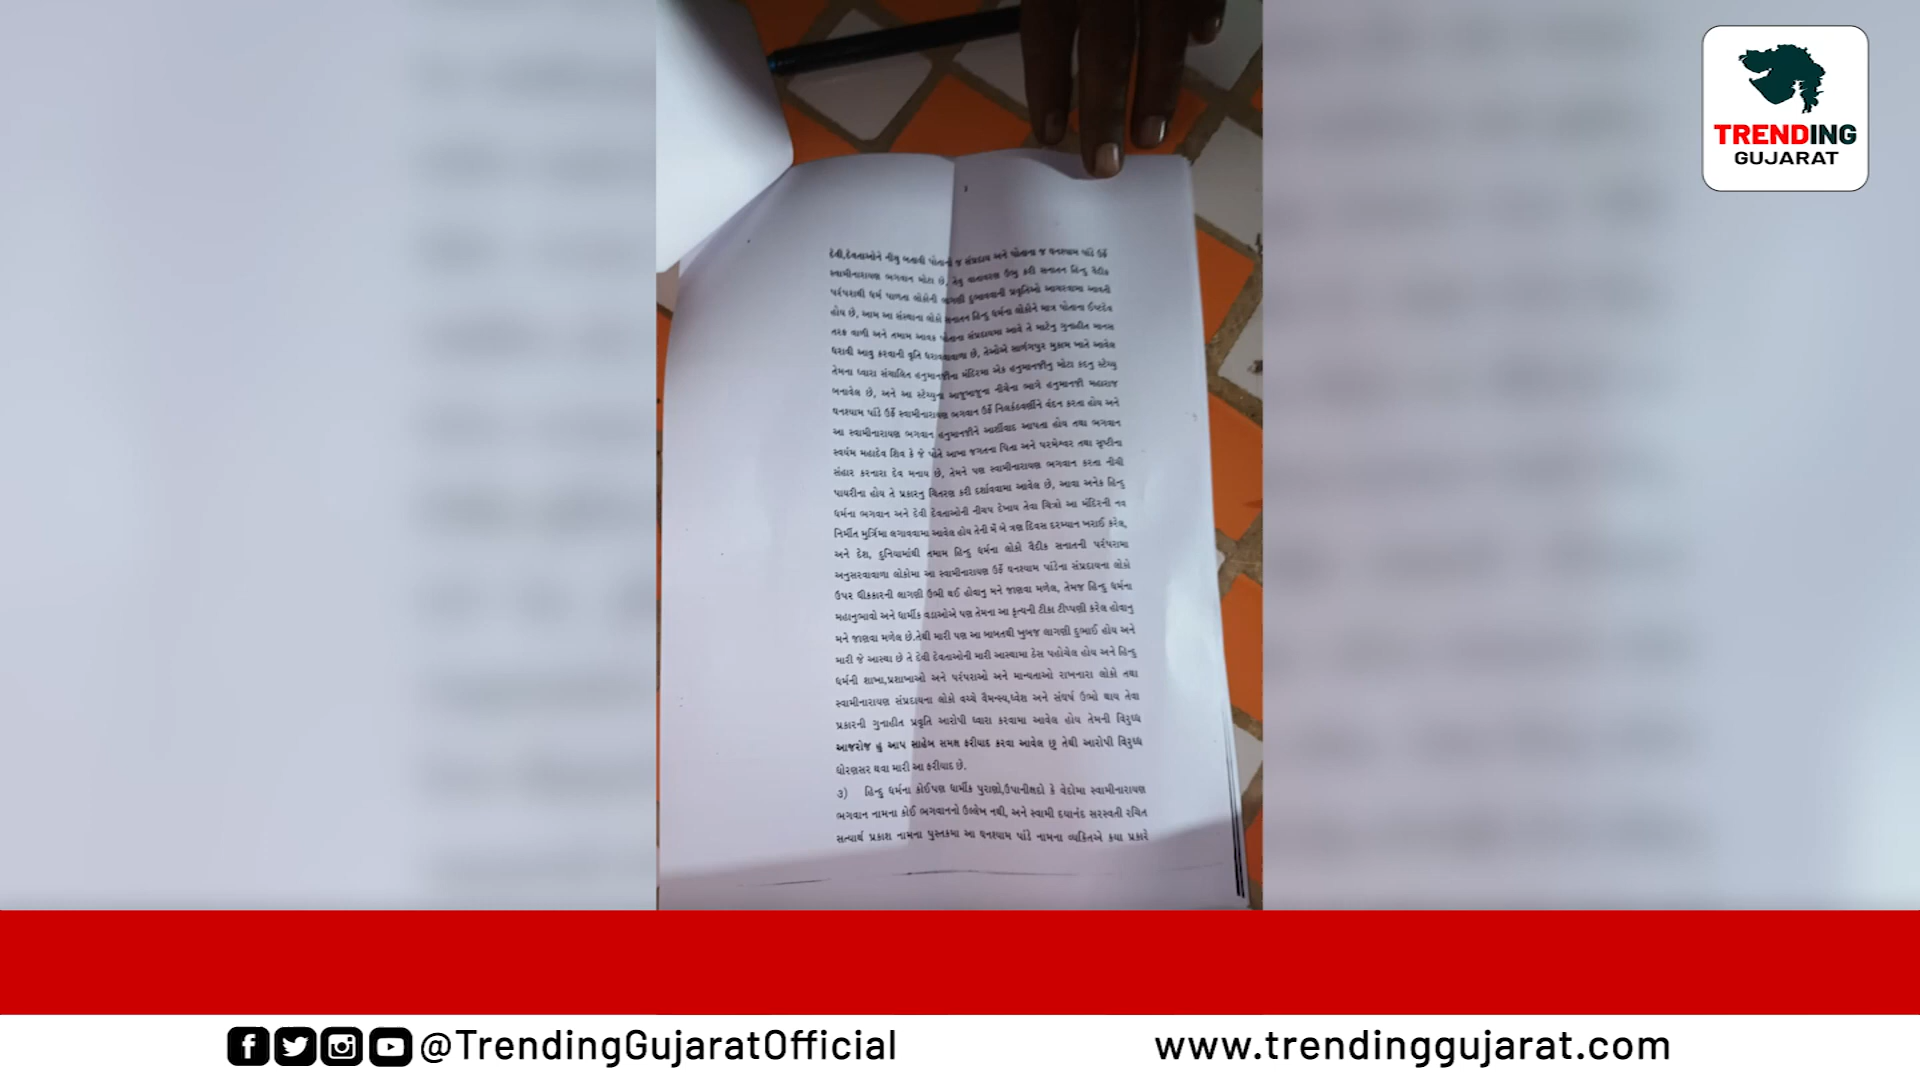 TRENDING
GUJARAT
દેવી,દેવતાઓને નીચુ બતાવી પોતાનો જ સંપ્રદાય અને પોતાના જ ઘનશ્યામ પાંડે ઉર્ફે
સ્વામીનારાયણ ભગવાન મોટા છે, તેવુ વાતાવરણ ઉભુ કરી સનાતન હિન્દુ વૈદીક
પરંપરાથી ધર્મ પાળતા લોકોની લાગણી દુભાવવાની પ્રવૃતિઓ આચરવામા આવતી
હોય છે, આમ આ સંસ્થાના લોકો સનાતન હિન્દુ ધર્મના લોકોને માત્ર પોતાના ઈષ્ટદેવ
તરફ વાળી અને તમામ આવક પોતાના સંપ્રદાયમા આવે તે માટેનુ ગુનાહીત માનસ
ધરાવી આવુ કરવાની વૃતિ ધરાવવાવાળા છે, તેઓએ સાળંગપુર મુકામ ખાતે આવેલ
તેમના ધ્વારા સંચાલિત હનુમાનજીના મંદિરમા એક હનુમાનજીનુ મોટા કદનુ સ્ટેચ્યુ
બનાવેલ છે, અને આ સ્ટેચ્યુના આજુબાજુના નીચેના ભાગે હનુમાનજી મહારાજ
ઘનશ્યામ પાંડે ઉર્ફે સ્વામીનારાયણ ભગવાન ઉર્ફે નિલકંઠવર્ણીને વંદન કરતા હોય અને
આ સ્વામીનારાયણ ભગવાન હનુમાનજીને આર્શીવાદ આપતા હોય તથા ભગવાન
સ્વયંમ મહાદેવ શિવ કે જે પોતે આખા જગતના પિતા અને પરમેશ્વર તથા સૃષ્ટીના
સંહાર કરનારા દેવ મનાય છે, તેમને પણ સ્વામીનારાયણ ભગવાન કરતા નીચી
પાયરીના હોય તે પ્રકારનુ ચિતરણ કરી દર્શાવવામા આવેલ છે, આવા અનેક હિન્દુ
ધર્મના ભગવાન અને દેવી દેવતાઓની નીચપ દેખાય તેવા ચિત્રો આ મંદિરની નવ
નિર્મીત મુર્ત્તિમા લગાવવામા આવેલ હોય તેની મેં બે ત્રણ દિવસ દરમ્યાન ખરાઈ કરેલ,
અને દેશ, દુનિયામાંથી તમામ હિન્દુ ધર્મના લોકો વૈદીક સનાતની પરંપરામા
અનુસરવાવાળા લોકોમા આ સ્વામીનારાયણ ઉર્ફે ઘનશ્યામ પાંડેના સંપ્રદાયના લોકો
ઉપર ધીક્કારની લાગણી ઉભી થઈ હોવાનુ મને જાણવા મળેલ, તેમજ હિન્દુ ધર્મના
મહાનુભાવો અને ધાર્મીક વડાઓએ પણ તેમના આ કૃત્યની ટીકા ટીપ્પણી કરેલ હોવાનુ
મને જાણવા મળેલ છે.તેથી મારી પણ આ બાબતથી ખુબજ લાગણી દુભાઈ હોય અને
મારી જે આસ્થા છે તે દેવી દેવતાઓની મારી આસ્થામા ઠેસ પહોચેલ હોય અને હિન્દુ
ધર્મની શાખા,પ્રશાખાઓ અને પરંપરાઓ અને માન્યતાઓ રાખનારા લોકો તથા
સ્વામીનારાયણ સંપ્રદાયના લોકો વચ્ચે વૈમન્સ્ય,ધ્વેશ અને સંઘર્ષ ઉભો થાય તેવા
પ્રકારની ગુનાહીત પ્રવૃતિ આરોપી ધ્વારા કરવામા આવેલ હોય તેમની વિરુધ્ધ
આજરોજ હુ આપ સાહેબ સમક્ષ ફરીયાદ કરવા આવેલ છુ તેથી આરોપી વિરુધ્ધ
ધોરણસર થવા મારી આ ફરીયાદ છે.
૩) હિન્દુ ધર્મના કોઈપણ ધાર્મીક પુરાણો,ઉપાનીષદો કે વેદોમા સ્વામીનારાયણ
ભગવાન નામના કોઈ ભગવાનનો ઉલ્લેખ નથી, અને સ્વામી દયાનંદ સરસ્વતી રચિત
સત્યાર્થ પ્રકાશ નામના પુસ્તકમા આ ઘનશ્યામ પાંડે નામના વ્યકિતએ કયા પ્રકારે
@TrendingGujaratOfficial
www.trendinggujarat.com